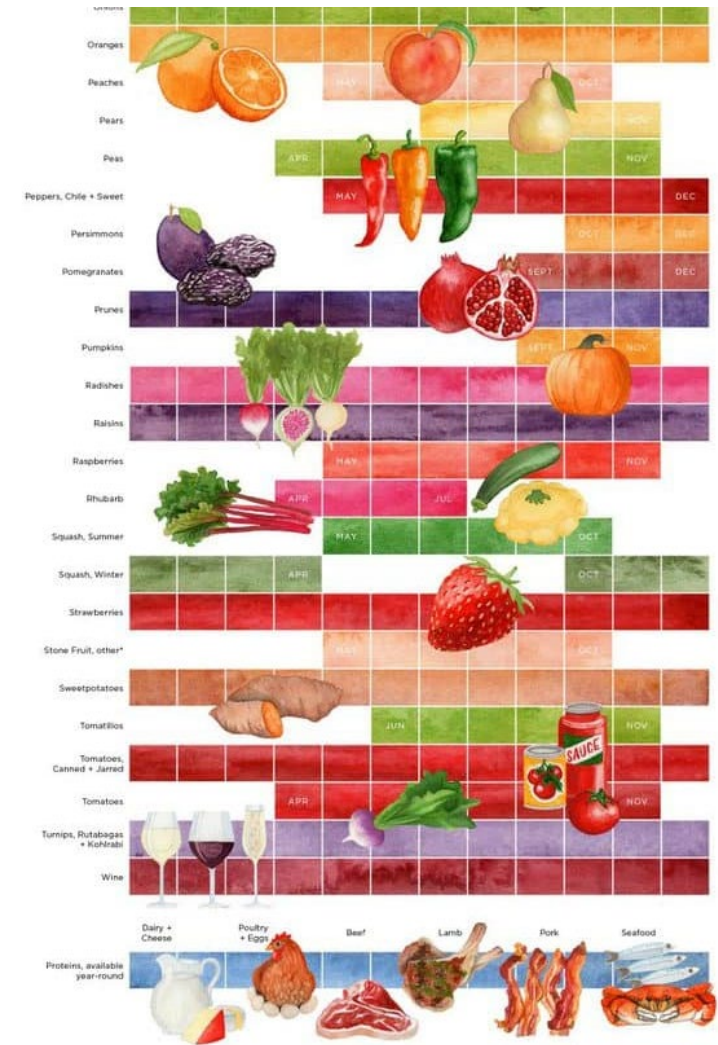 Onions
Oranges
Peaches MAY OCT
Pears NOV
Peas APR NOV
Peppers, Chile + Sweet MAY DEC
Persimmons OCT DEC
Pomegranates SEPT DEC
Prunes
Pumpkins SEPT NOV
Radishes
Raisins
Raspberries MAY NOV
Rhubarb APR JUL
Squash, Summer MAY OCT
Squash, Winter APR OCT
Strawberries
Stone Fruit, other* MAY OCT
Sweetpotatoes
Tomatillos JUN NOV
Tomatoes,
Canned + Jarred
SAUCE
Tomatoes APR NOV
Turnips, Rutabagas
+ Kohlrabi
Wine
Dairy +
Cheese
Poultry
+ Eggs
Beef
Lamb
Pork
Seafood
Proteins, available
year-round